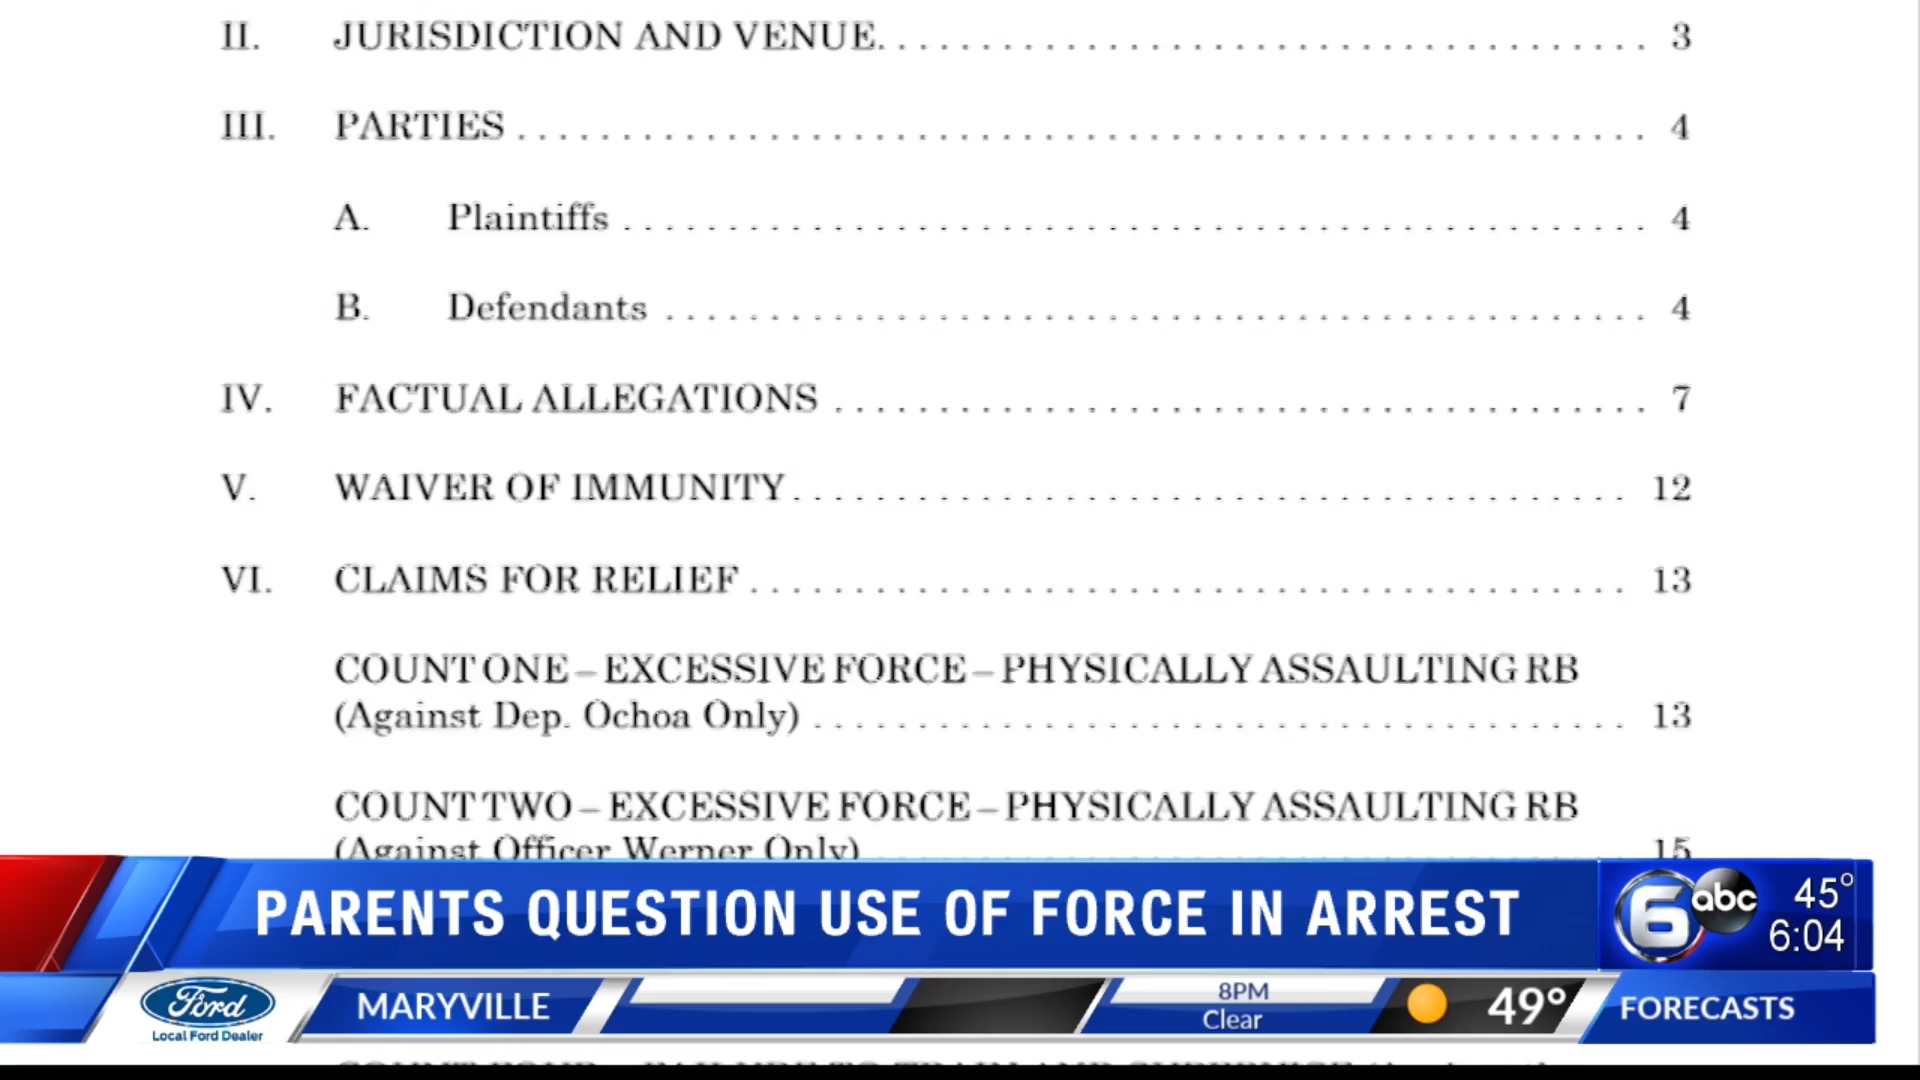 II. JURISDICTION AND VENUE. . . . . . . . . . . . . . . . . . . . . . . . . . . . . . . . . . . . . 3
III. PARTIES . . . . . . . . . . . . . . . . . . . . . . . . . . . . . . . . . . . . . . . . . . . . . . . . . . . . . . 4
A. Plaintiffs . . . . . . . . . . . . . . . . . . . . . . . . . . . . . . . . . . . . . . . . . . . . . . . . . 4
B. Defendants . . . . . . . . . . . . . . . . . . . . . . . . . . . . . . . . . . . . . . . . . . . . . . . 4
IV. FACTUAL ALLEGATIONS . . . . . . . . . . . . . . . . . . . . . . . . . . . . . . . . . . . . . . . 7
V. WAIVER OF IMMUNITY. . . . . . . . . . . . . . . . . . . . . . . . . . . . . . . . . . . . . . . . 12
VI. CLAIMS FOR RELIEF . . . . . . . . . . . . . . . . . . . . . . . . . . . . . . . . . . . . . . . . . . 13
COUNT ONE – EXCESSIVE FORCE – PHYSICALLY ASSAULTING RB
(Against Dep. Ochoa Only) . . . . . . . . . . . . . . . . . . . . . . . . . . . . . . . . . . . . . . . 13
COUNT TWO – EXCESSIVE FORCE – PHYSICALLY ASSAULTING RB
(Against Officer Werner Only) 15
PARENTS QUESTION USE OF FORCE IN ARREST
6 abc
45°
6:04
Ford
Local Ford Dealer
MARYVILLE
8PM
Clear
49°
FORECASTS